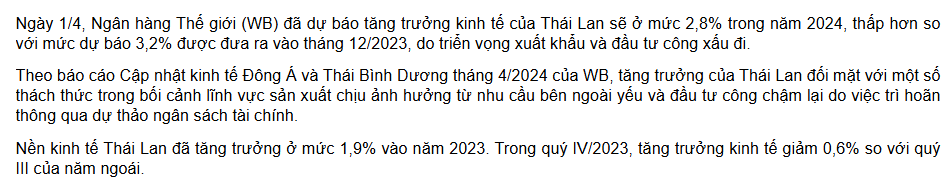 Ngày 1/4, Ngân hàng Thế giới (WB) đã dự báo tăng trưởng kinh tế của Thái Lan sẽ ở mức 2,8% trong năm 2024, thấp hơn so
với mức dự báo 3,2% được đưa ra vào tháng 12/2023, do triển vọng xuất khẩu và đầu tư công xấu đi.
Theo báo cáo Cập nhật kinh tế Đông Á và Thái Bình Dương tháng 4/2024 của WB, tăng trưởng của Thái Lan đối mặt với một số
thách thức trong bối cảnh lĩnh vực sản xuất chịu ảnh hưởng từ nhu cầu bên ngoài yếu và đầu tư công chậm lại do việc trì hoãn
thông qua dự thảo ngân sách tài chính.
Nền kinh tế Thái Lan đã tăng trưởng ở mức 1,9% vào năm 2023. Trong quý IV/2023, tăng trưởng kinh tế giảm 0,6% so với quý
III của năm ngoái.